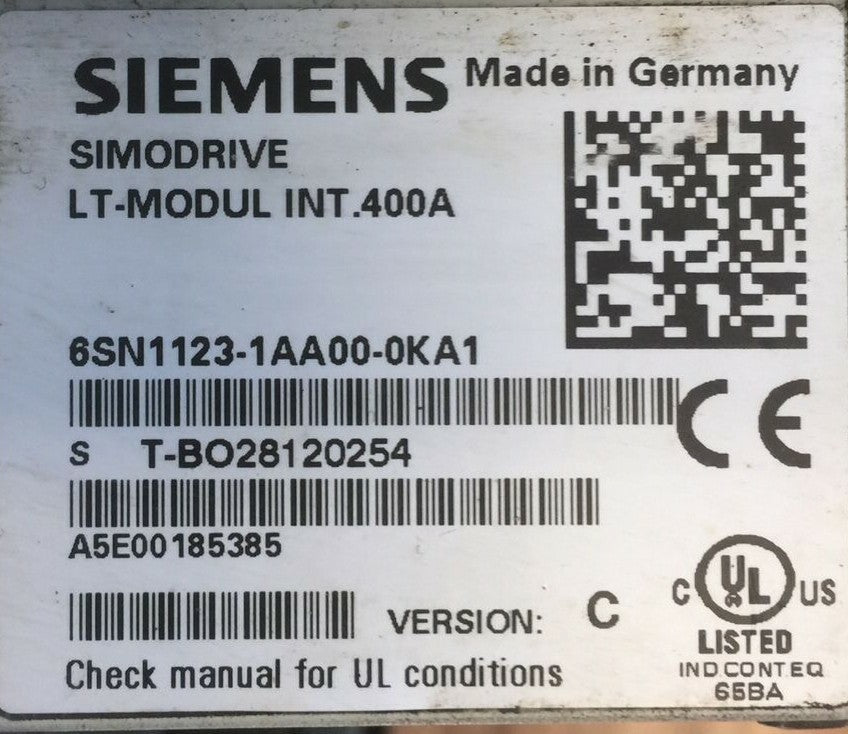 SIEMENS Made in Germany
SIMODRIVE
LT-MODUL INT.400A
6SN1123-1AA00-0KA1
S T-BO28120254
A5E00185385
VERSION: C
Check manual for UL conditions
CE
C UL US
LISTED
IND CONT EQ
65BA